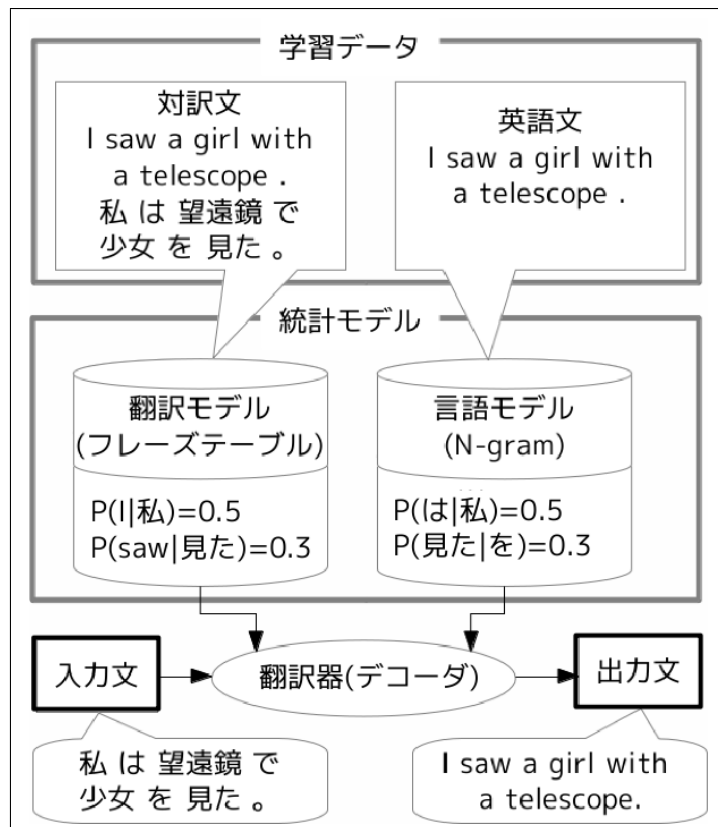 学習データ
対訳文
I saw a girl with
a telescope .
私 は 望遠鏡 で
少女 を 見た 。
英語文
I saw a girl with
a telescope .
統計モデル
翻訳モデル
(フレーズテーブル)
P(I|私)=0.5
P(saw|見た)=0.3
言語モデル
(N-gram)
P(は|私)=0.5
P(見た|を)=0.3
入力文
翻訳器(デコーダ)
出力文
私 は 望遠鏡 で
少女 を 見た 。
I saw a girl with
a telescope.